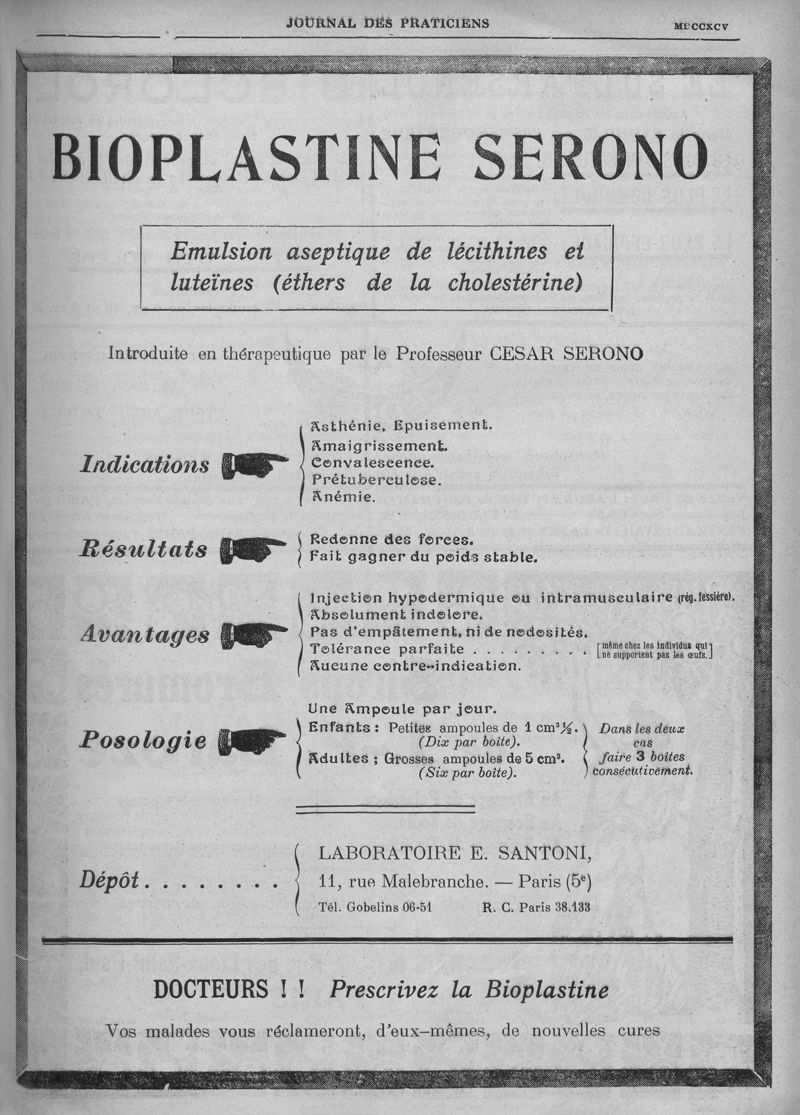 JOURNAL DES PRATICIENS
MDCCXCV
BIOPLASTINE SERONO
Emulsion aseptique de lécithines et
luteïnes (éthers de la cholestérine)
Introduite en thérapeutique par le Professeur CESAR SERONO
Indications
Asthénie, Epuisement.
Amaigrissement.
Convalescence.
Prétuberculose.
Anémie.
Résultats
Redonne des forces.
Fait gagner du poids stable.
Avantages
Injection hypodermique ou intramusculaire (rég. fessière).
Absolument indolore.
Pas d'empâtement, ni de nodosités.
Tolérance parfaite . . . . . . . . . [même chez les individus qui
ne supportent pas les œufs.]
Aucune contre-indication.
Posologie
Une Ampoule par jour.
Enfants : Petites ampoules de 1 cm³ ½.
(Dix par boîte).
Adultes : Grosses ampoules de 5 cm³.
(Six par boîte).
Dans les deux
cas
faire 3 boîtes
consécutivement.
Dépôt . . . . . . . .
LABORATOIRE E. SANTONI,
11, rue Malebranche. — Paris (5e)
Tél. Gobelins 06-51 R. C. Paris 38.133
DOCTEURS ! ! Prescrivez la Bioplastine
Vos malades vous réclameront, d'eux-mêmes, de nouvelles cures